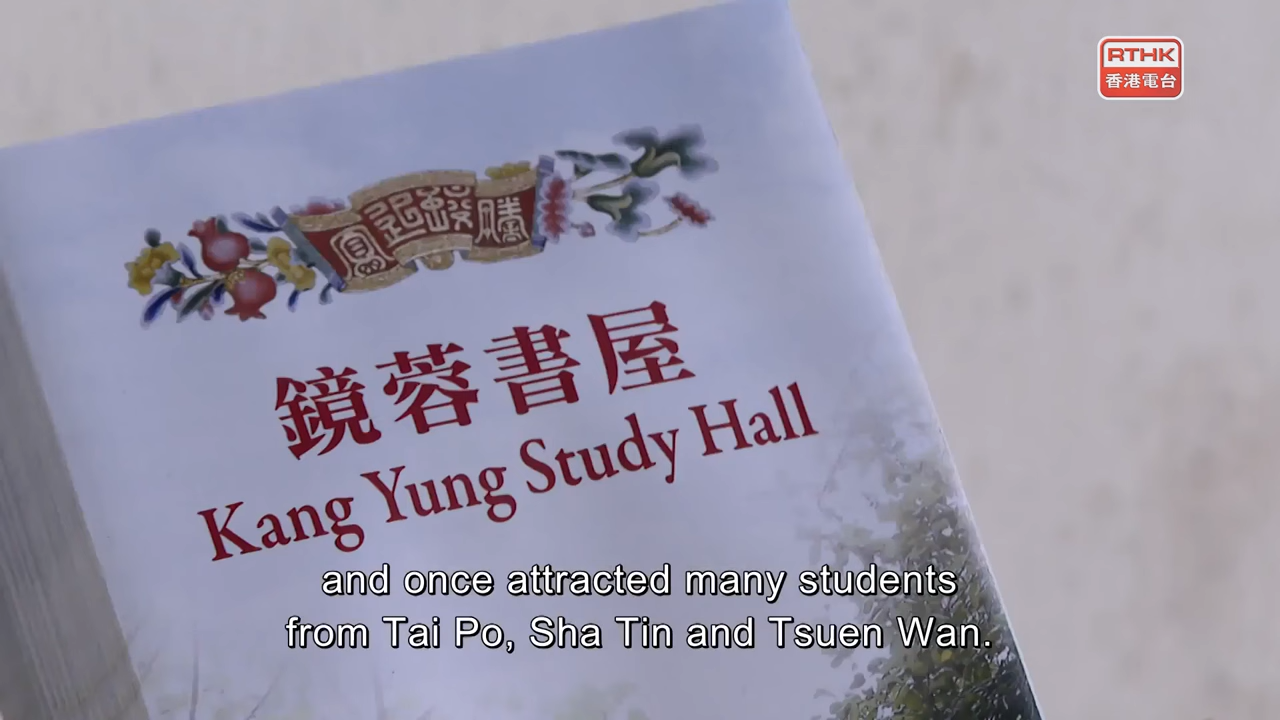 RTHK
香港電台
鏡蓉書屋
Kang Yung Study Hall
and once attracted many students
from Tai Po, Sha Tin and Tsuen Wan.